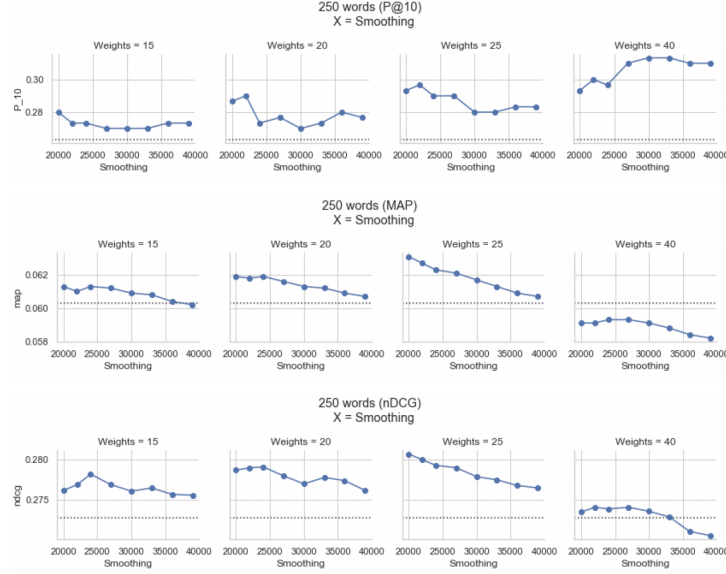 250 words (P@10)
X = Smoothing
Weights = 15 Weights = 20 Weights = 25 Weights = 40
P_10
0.30
0.28
20000 25000 30000 35000 40000 20000 25000 30000 35000 40000 20000 25000 30000 35000 40000 20000 25000 30000 35000 40000
Smoothing Smoothing Smoothing Smoothing
250 words (MAP)
X = Smoothing
Weights = 15 Weights = 20 Weights = 25 Weights = 40
map
0.062
0.060
0.058
20000 25000 30000 35000 40000 20000 25000 30000 35000 40000 20000 25000 30000 35000 40000 20000 25000 30000 35000 40000
Smoothing Smoothing Smoothing Smoothing
250 words (nDCG)
X = Smoothing
Weights = 15 Weights = 20 Weights = 25 Weights = 40
ndcg
0.280
0.275
20000 25000 30000 35000 40000 20000 25000 30000 35000 40000 20000 25000 30000 35000 40000 20000 25000 30000 35000 40000
Smoothing Smoothing Smoothing Smoothing